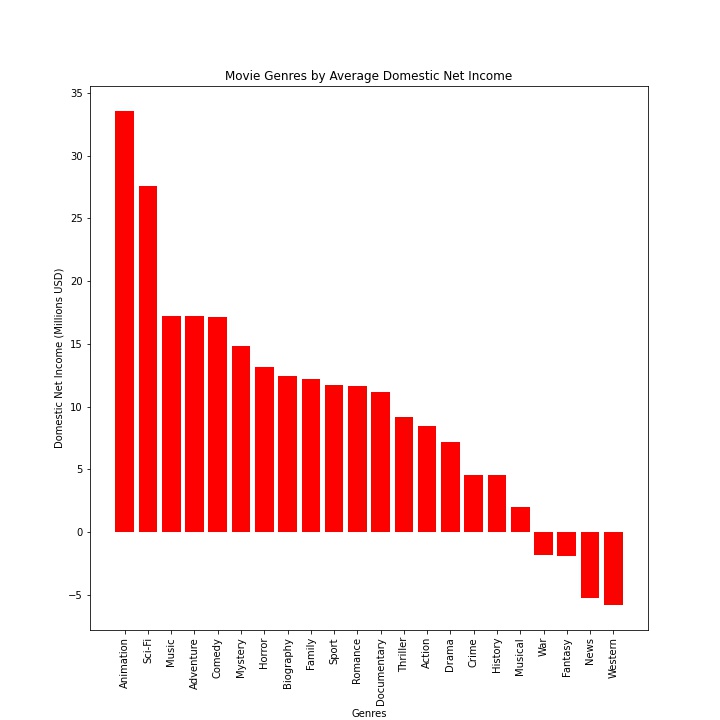 Movie Genres by Average Domestic Net Income
Domestic Net Income (Millions USD)
35
30
25
20
15
10
5
0
−5
Animation
Sci-Fi
Music
Adventure
Comedy
Mystery
Horror
Biography
Family
Sport
Romance
Documentary
Thriller
Action
Drama
Crime
History
Musical
War
Fantasy
News
Western
Genres